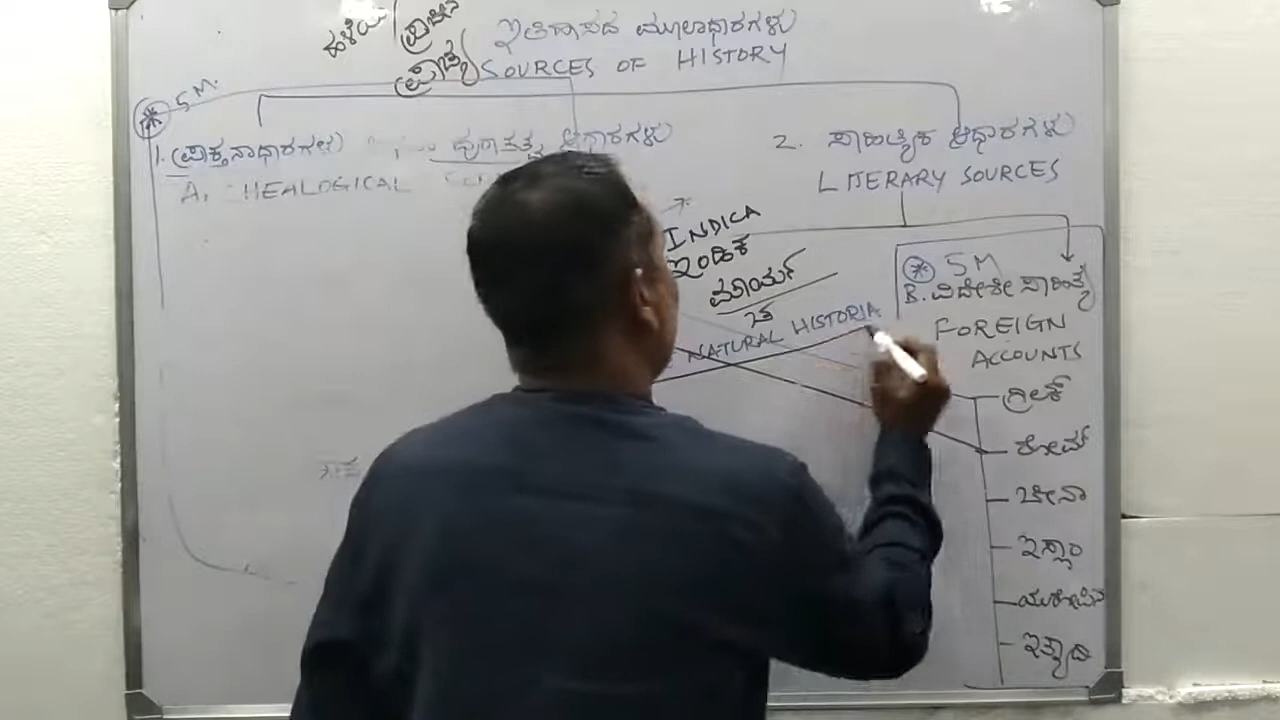 ಹಳೆಯ / ಪ್ರಾಚೀನ
ಪ್ರಾಚ್ಯ
ಇತಿಹಾಸದ ಮೂಲಾಧಾರಗಳು
SOURCES OF HISTORY
SM.
1. ಪ್ರಾಕ್ತನಾಧಾರಗಳು ಪುರಾತತ್ವ ಆಧಾರಗಳು
A. HEALOGICAL
2. ಸಾಹಿತ್ಯಿಕ ಆಧಾರಗಳು
LITERARY SOURCES
INDICA
ಇಂಡಿಕ
ಮೌರ್ಯ
ಚ
NATURAL HISTORIA
SM
B. ವಿದೇಶೀ ಸಾಹಿತ್ಯ
FOREIGN
ACCOUNTS
ಗ್ರೀಕ್
ರೋಮ್
ಚೀನಾ
ಇಸ್ಲಾಂ
ಯುರೋಪಿನ
ಇತ್ಯಾದಿ